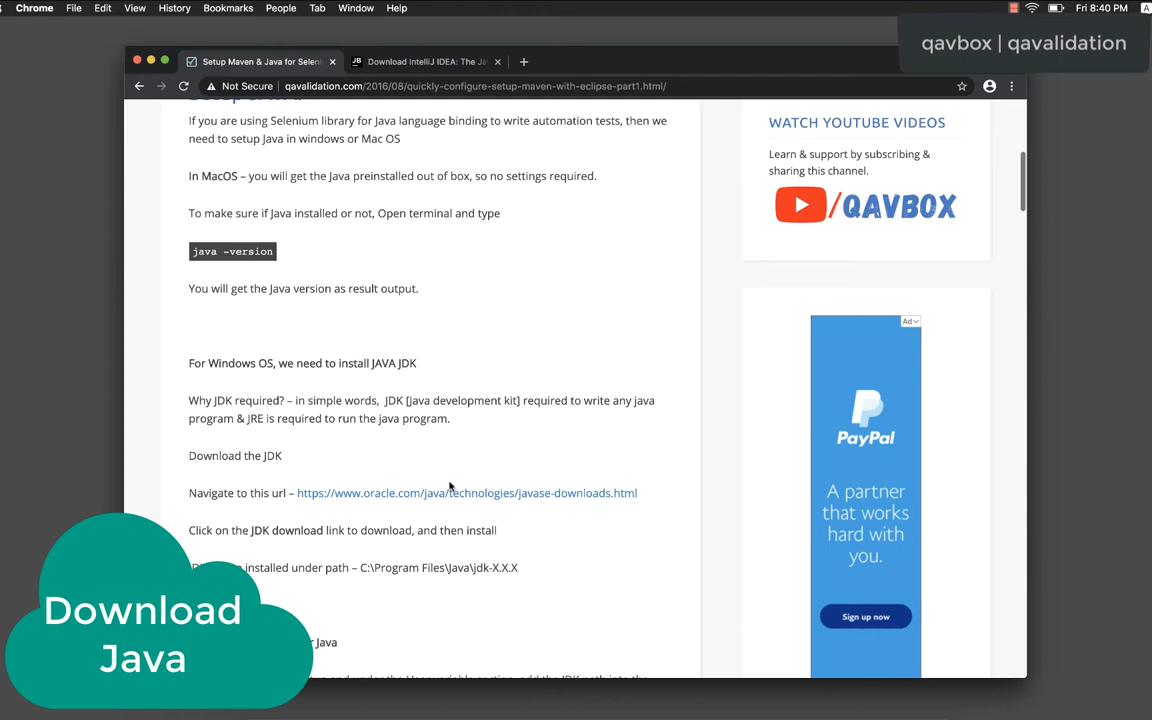 Chrome File Edit View History Bookmarks People Tab Window Help Fri 8:40 PM A
qavbox | qavalidation
Setup Maven & Java for Seleni
JB Download IntelliJ IDEA: The Ja
Not Secure | qavalidation.com/2016/08/quickly-configure-setup-maven-with-eclipse-part1.html/
If you are using Selenium library for Java language binding to write automation tests, then we
need to setup Java in windows or Mac OS
In MacOS – you will get the Java preinstalled out of box, so no settings required.
To make sure if Java installed or not, Open terminal and type
java –version
You will get the Java version as result output.
For Windows OS, we need to install JAVA JDK
Why JDK required? – in simple words, JDK [Java development kit] required to write any java
program & JRE is required to run the java program.
Download the JDK
Navigate to this url – https://www.oracle.com/java/technologies/javase-downloads.html
Click on the JDK download link to download, and then install
installed under path – C:\Program Files\Java\jdk-X.X.X
Java
WATCH YOUTUBE VIDEOS
Learn & support by subscribing &
sharing this channel.
/QAVBOX
Ad
PayPal
A partner
that works
hard with
you.
Sign up now
Download
Java